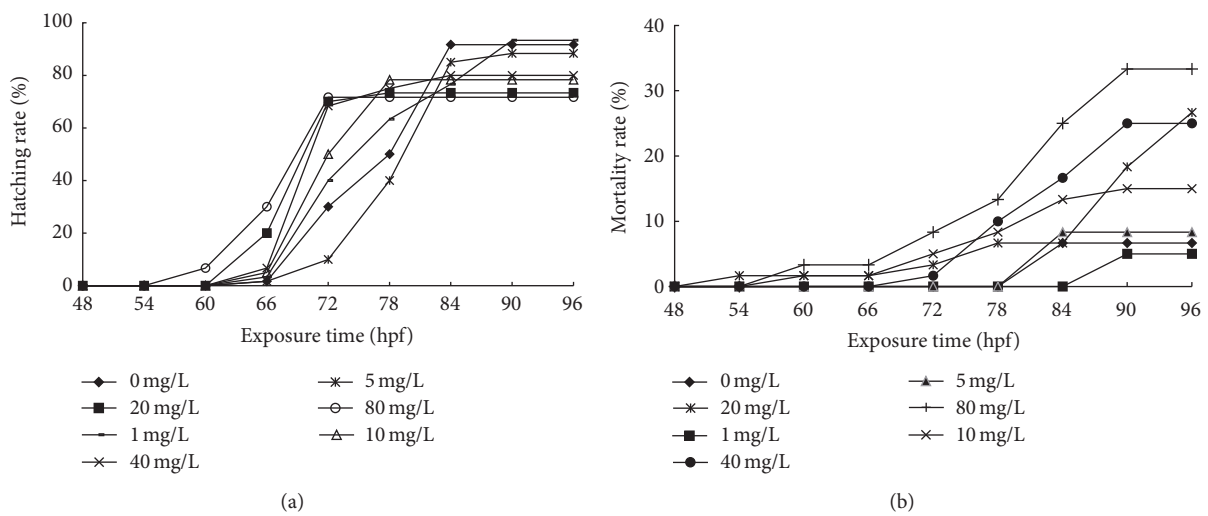 100
80
60
40
20
0
Hatching rate (%)
48 54 60 66 72 78 84 90 96
Exposure time (hpf)
0 mg/L
20 mg/L
1 mg/L
40 mg/L
5 mg/L
80 mg/L
10 mg/L
(a)
40
30
20
10
0
Mortality rate (%)
48 54 60 66 72 78 84 90 96
Exposure time (hpf)
0 mg/L
20 mg/L
1 mg/L
40 mg/L
5 mg/L
80 mg/L
10 mg/L
(b)